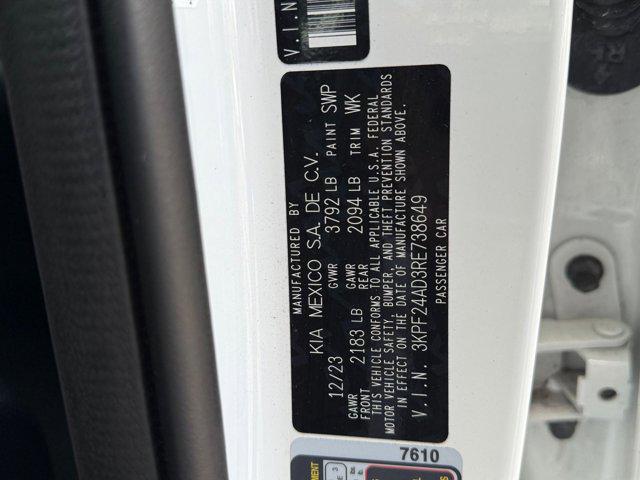 V.I.N
MANUFACTURED BY
KIA MEXICO S.A. DE C.V.
12/23 GVWR 3792 LB PAINT SWP
GAWR FRONT 2183 LB GAWR REAR 2094 LB TRIM WK
THIS VEHICLE CONFORMS TO ALL APPLICABLE U.S.A. FEDERAL
MOTOR VEHICLE SAFETY, BUMPER, AND THEFT PREVENTION STANDARDS
IN EFFECT ON THE DATE OF MANUFACTURE SHOWN ABOVE.
V.I.N. 3KPF24AD3RE738649
PASSENGER CAR
7610